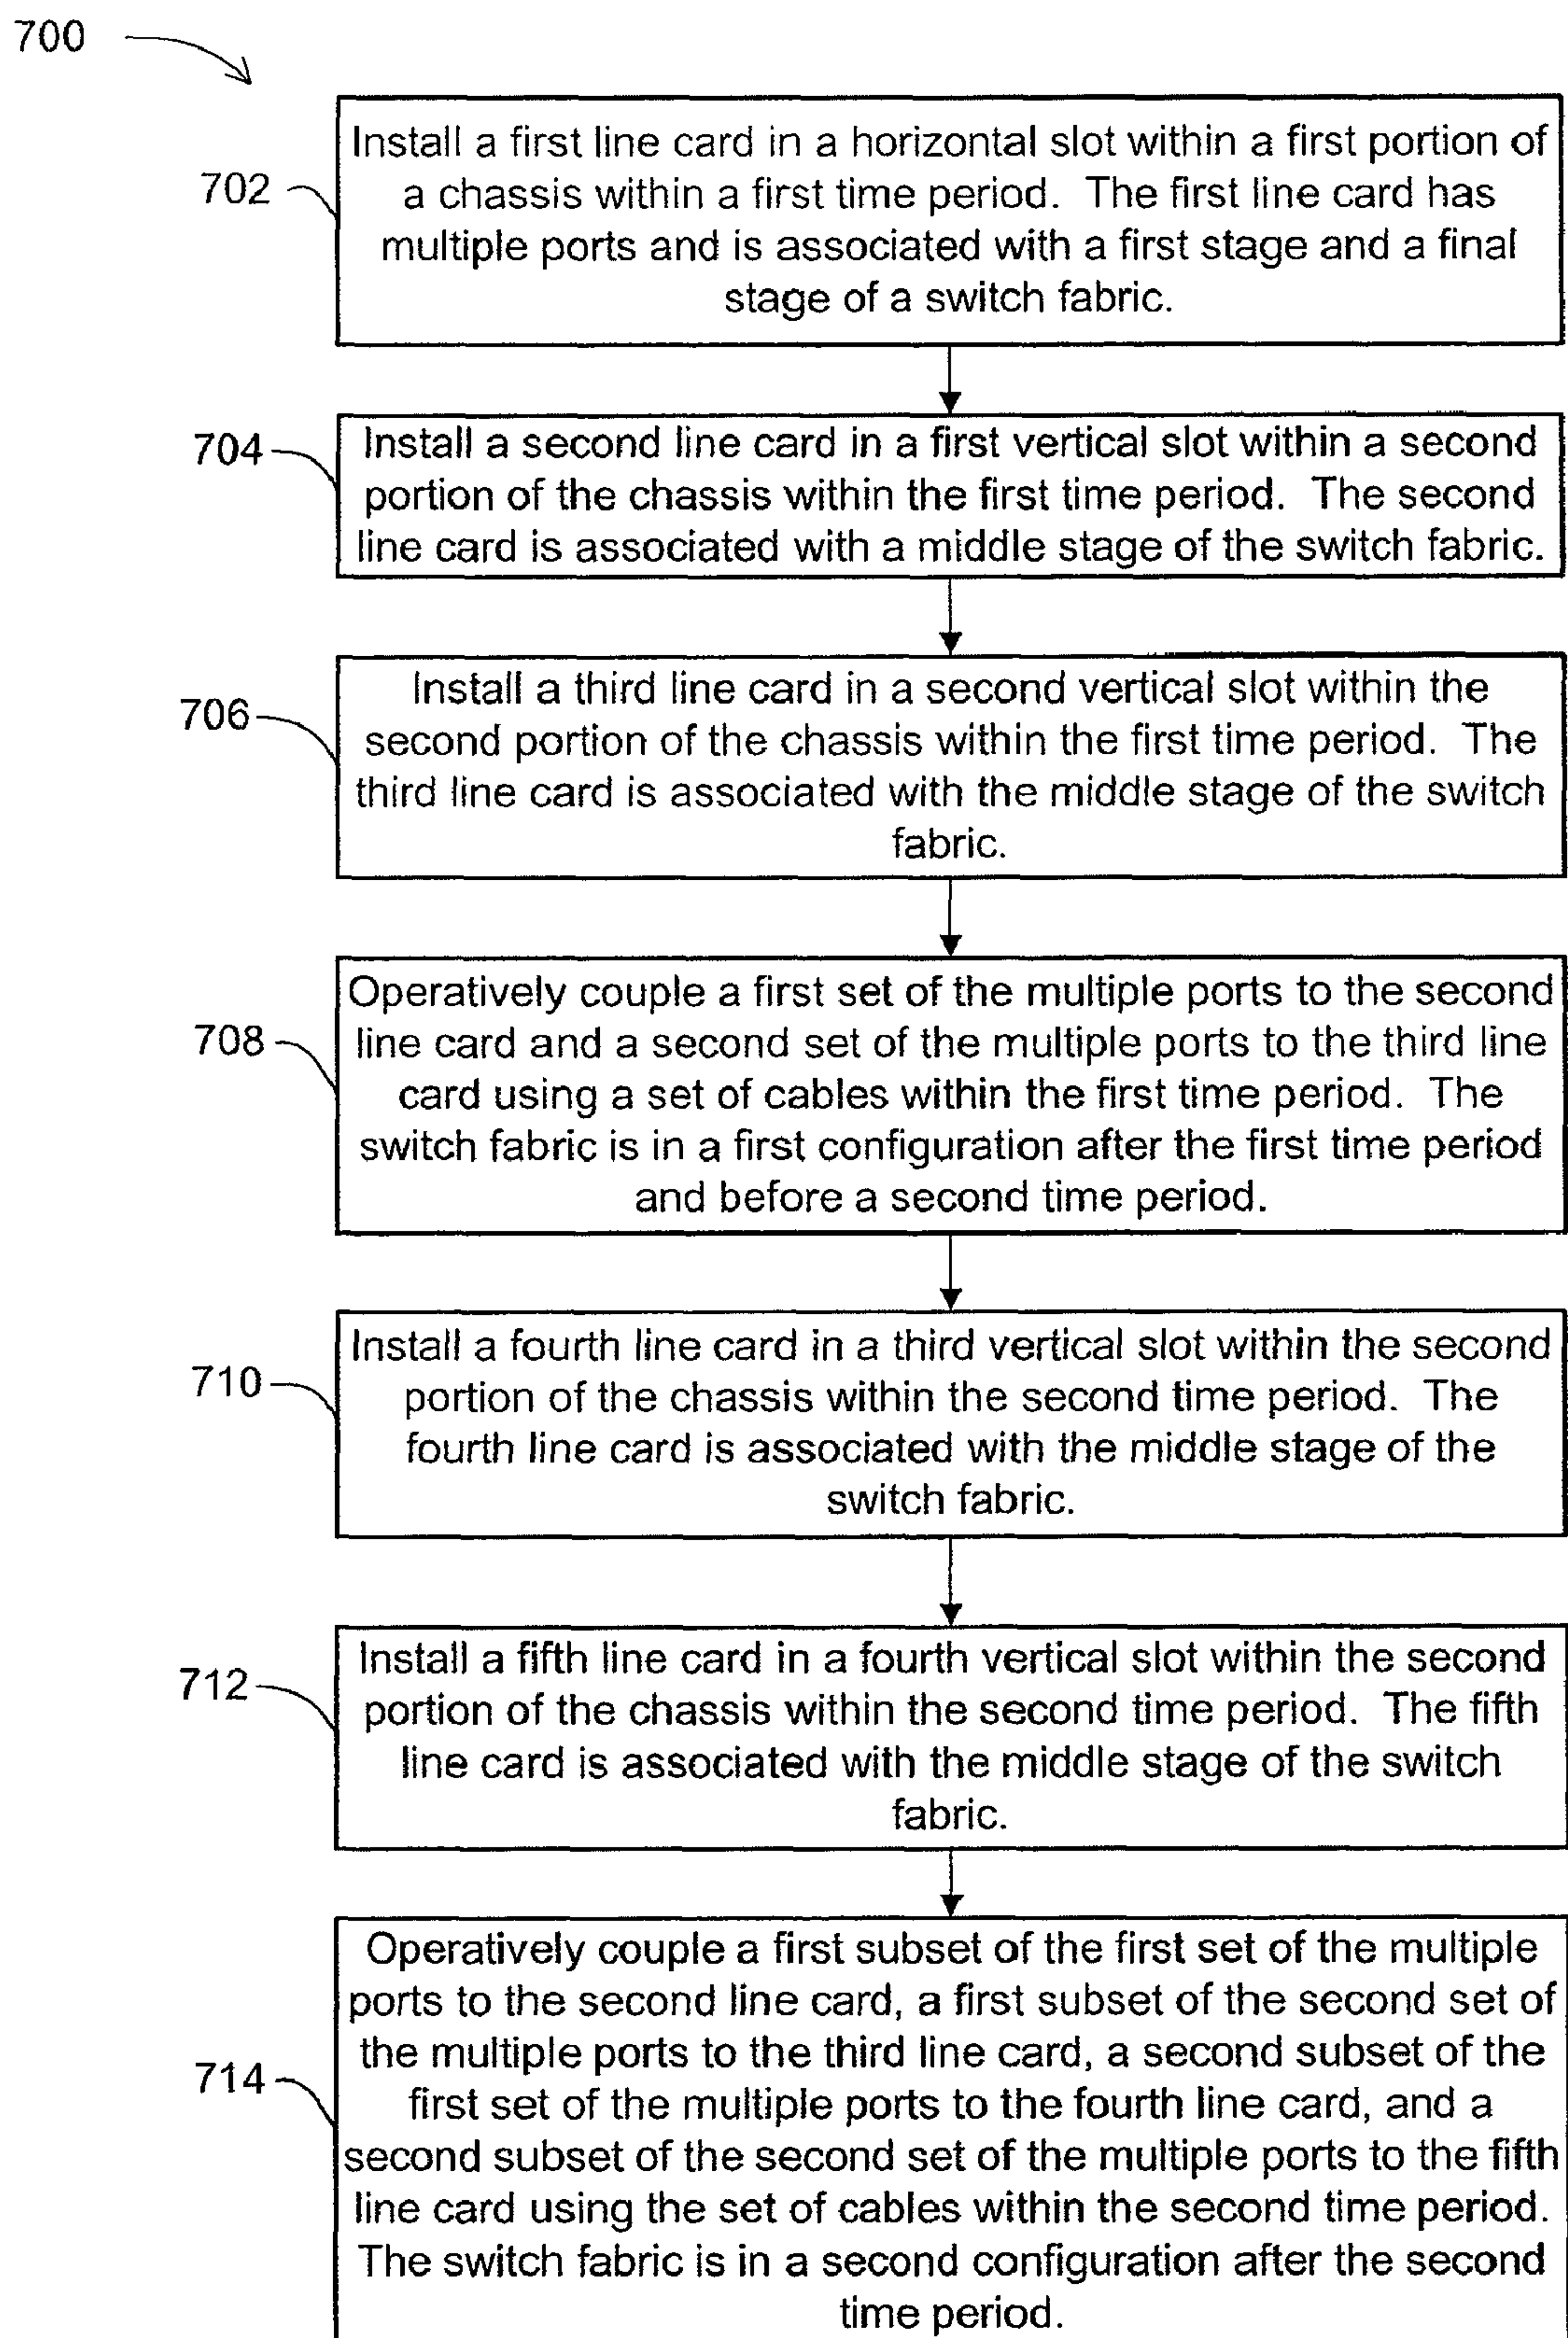 700
702
Install a first line card in a horizontal slot within a first portion of
a chassis within a first time period. The first line card has
multiple ports and is associated with a first stage and a final
stage of a switch fabric.
704
Install a second line card in a first vertical slot within a second
portion of the chassis within the first time period. The second
line card is associated with a middle stage of the switch fabric.
706
Install a third line card in a second vertical slot within the
second portion of the chassis within the first time period. The
third line card is associated with the middle stage of the switch
fabric.
708
Operatively couple a first set of the multiple ports to the second
line card and a second set of the multiple ports to the third line
card using a set of cables within the first time period. The
switch fabric is in a first configuration after the first time period
and before a second time period.
710
Install a fourth line card in a third vertical slot within the second
portion of the chassis within the second time period. The
fourth line card is associated with the middle stage of the
switch fabric.
712
Install a fifth line card in a fourth vertical slot within the second
portion of the chassis within the second time period. The fifth
line card is associated with the middle stage of the switch
fabric.
714
Operatively couple a first subset of the first set of the multiple
ports to the second line card, a first subset of the second set of
the multiple ports to the third line card, a second subset of the
first set of the multiple ports to the fourth line card, and a
second subset of the second set of the multiple ports to the fifth
line card using the set of cables within the second time period.
The switch fabric is in a second configuration after the second
time period.